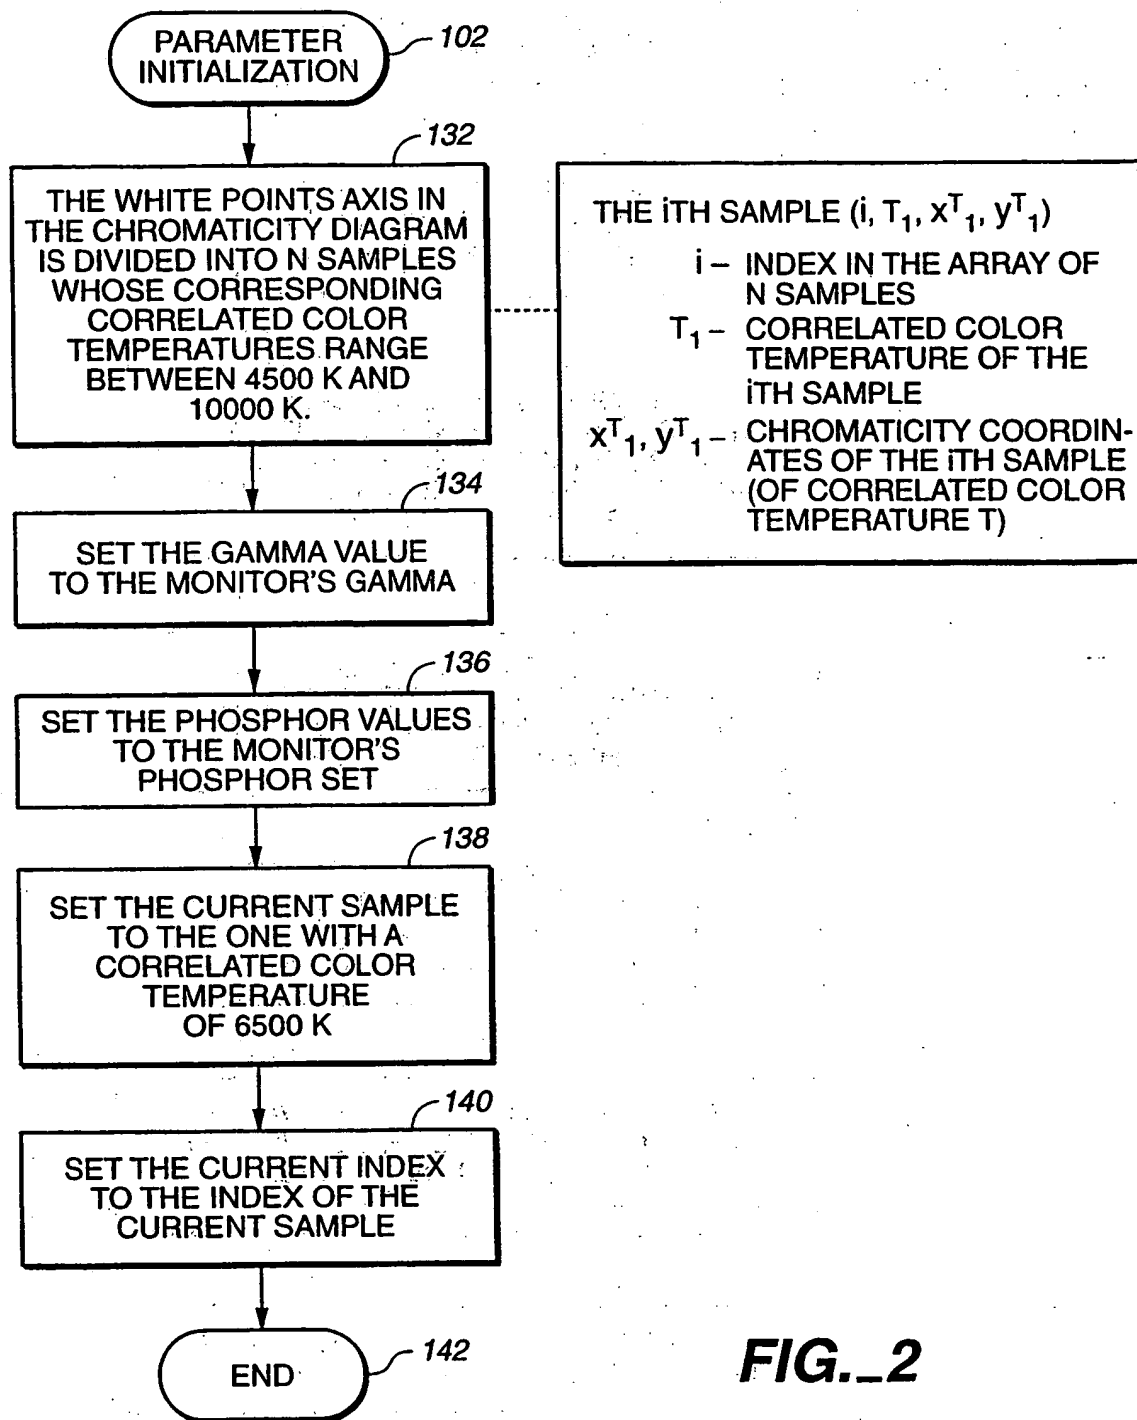 PARAMETER
INITIALIZATION
102
132
THE WHITE POINTS AXIS IN
THE CHROMATICITY DIAGRAM
IS DIVIDED INTO N SAMPLES
WHOSE CORRESPONDING
CORRELATED COLOR
TEMPERATURES RANGE
BETWEEN 4500 K AND
10000 K.
THE iTH SAMPLE (i, T₁, xᵀ₁, yᵀ₁)
i – INDEX IN THE ARRAY OF
N SAMPLES
T₁ – CORRELATED COLOR
TEMPERATURE OF THE
iTH SAMPLE
xᵀ₁, yᵀ₁ – CHROMATICITY COORDIN-
ATES OF THE iTH SAMPLE
(OF CORRELATED COLOR
TEMPERATURE T)
134
SET THE GAMMA VALUE
TO THE MONITOR'S GAMMA
136
SET THE PHOSPHOR VALUES
TO THE MONITOR'S
PHOSPHOR SET
138
SET THE CURRENT SAMPLE
TO THE ONE WITH A
CORRELATED COLOR
TEMPERATURE
OF 6500 K
140
SET THE CURRENT INDEX
TO THE INDEX OF THE
CURRENT SAMPLE
END
142
FIG._2